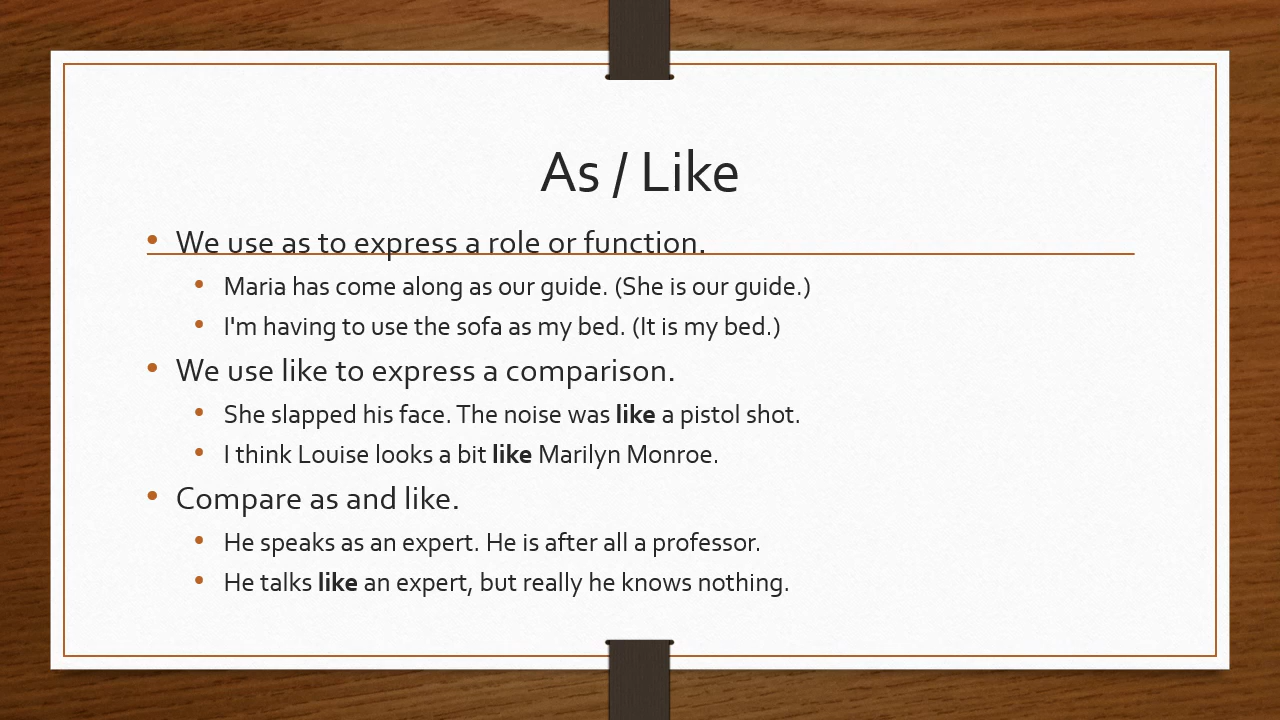 As / Like
• We use as to express a role or function.
• Maria has come along as our guide. (She is our guide.)
• I'm having to use the sofa as my bed. (It is my bed.)
• We use like to express a comparison.
• She slapped his face. The noise was like a pistol shot.
• I think Louise looks a bit like Marilyn Monroe.
• Compare as and like.
• He speaks as an expert. He is after all a professor.
• He talks like an expert, but really he knows nothing.